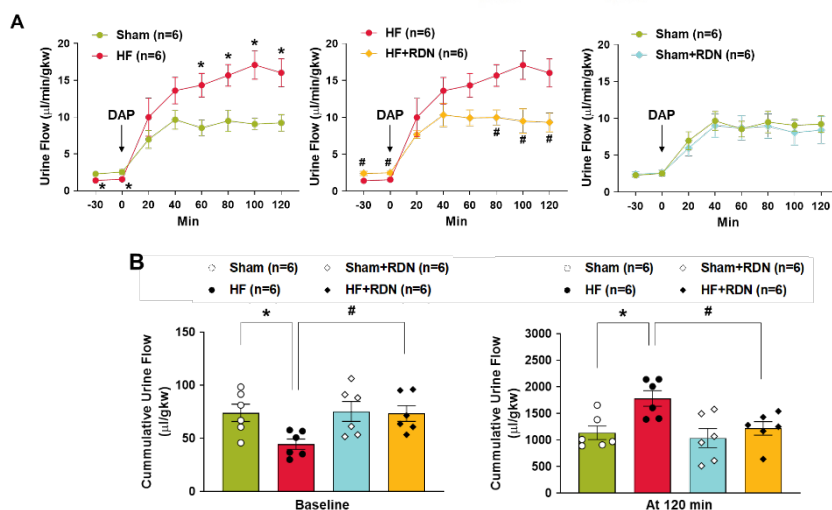 A
Sham (n=6)
HF (n=6)
Urine Flow (µl/min/gkw)
20
15
10
5
0
DAP
* * * *
* *
-30 0 20 40 60 80 100 120
Min
HF (n=6)
HF+RDN (n=6)
Urine Flow (µl/min/gkw)
20
15
10
5
0
DAP
# #
# # #
-30 0 20 40 60 80 100 120
Min
Sham (n=6)
Sham+RDN (n=6)
Urine Flow (µl/min/gkw)
20
15
10
5
0
DAP
-30 0 20 40 60 80 100 120
Min
B
Sham (n=6) Sham+RDN (n=6)
HF (n=6) HF+RDN (n=6)
Cummulative Urine Flow
(µl/gkw)
150
100
50
0
* #
Baseline
Sham (n=6) Sham+RDN (n=6)
HF (n=6) HF+RDN (n=6)
Cummulative Urine Flow
(µl/gkw)
3000
2500
2000
1500
1000
500
0
* #
At 120 min